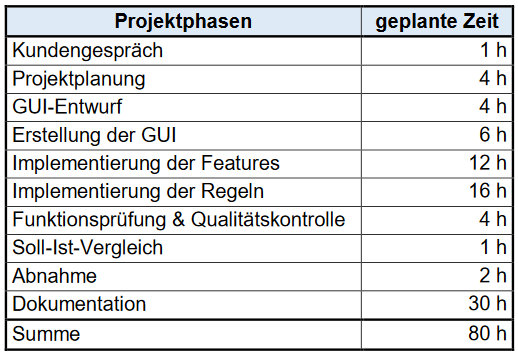 Projektphasen geplante Zeit
Kundengespräch 1 h
Projektplanung 4 h
GUI-Entwurf 4 h
Erstellung der GUI 6 h
Implementierung der Features 12 h
Implementierung der Regeln 16 h
Funktionsprüfung & Qualitätskontrolle 4 h
Soll-Ist-Vergleich 1 h
Abnahme 2 h
Dokumentation 30 h
Summe 80 h